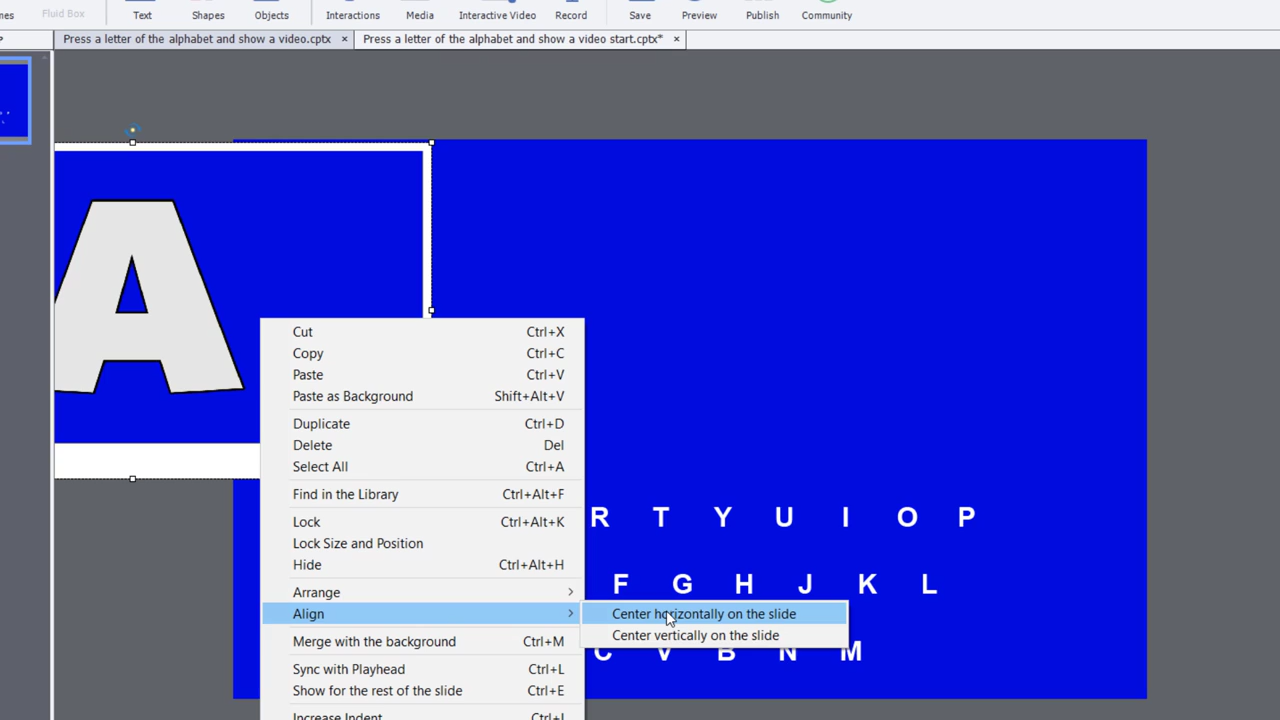 mes
Fluid Box
Text
Shapes
Objects
Interactions
Media
Interactive Video
Record
Save
Preview
Publish
Community
Press a letter of the alphabet and show a video.cptx ×
Press a letter of the alphabet and show a video start.cptx* ×
A
Cut Ctrl+X
Copy Ctrl+C
Paste Ctrl+V
Paste as Background Shift+Alt+V
Duplicate Ctrl+D
Delete Del
Select All Ctrl+A
Find in the Library Ctrl+Alt+F
Lock Ctrl+Alt+K
Lock Size and Position
Hide Ctrl+Alt+H
Arrange >
Align >
Merge with the background Ctrl+M
Sync with Playhead Ctrl+L
Show for the rest of the slide Ctrl+E
Increase Indent Ctrl+I
Center horizontally on the slide
Center vertically on the slide
R T Y U I O P
F G H J K L
C V B N M